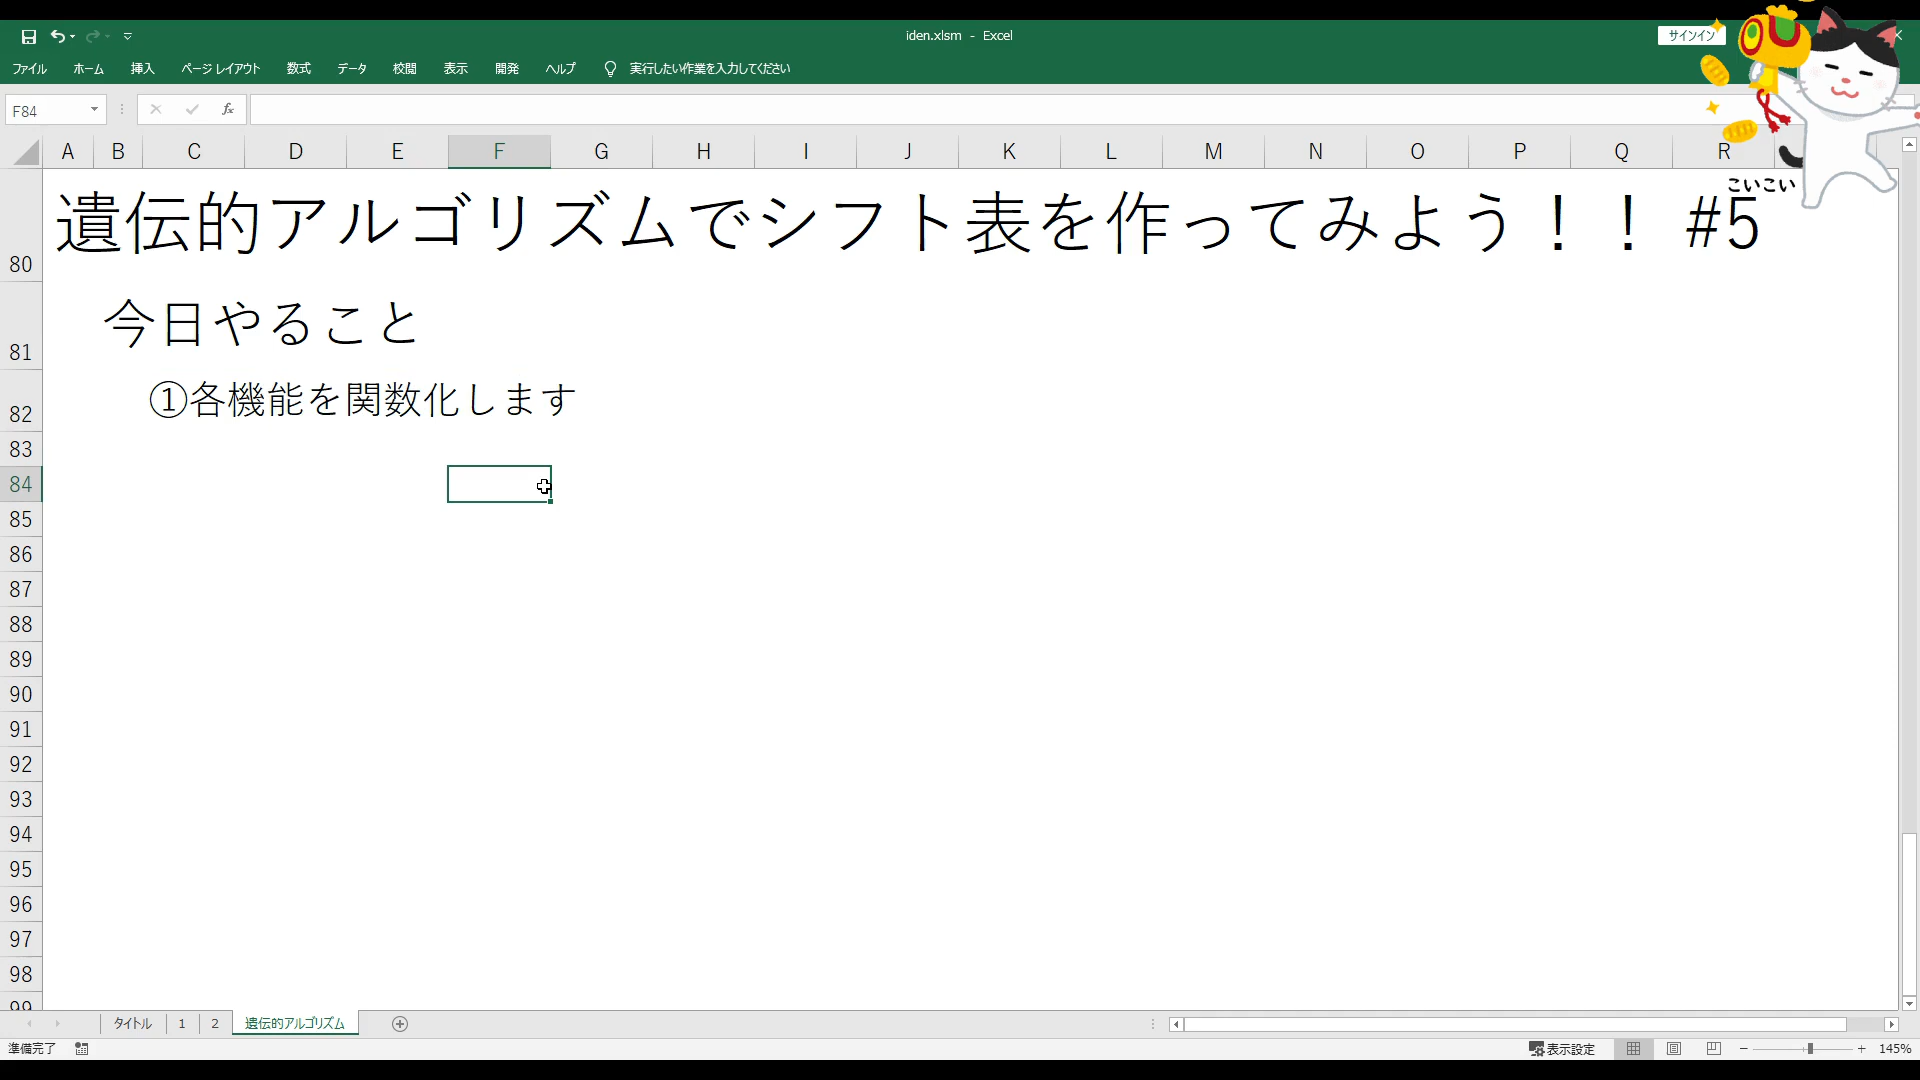 iden.xlsm - Excel
サインイン
ファイル ホーム 挿入 ページ レイアウト 数式 データ 校閲 表示 開発 ヘルプ 実行したい作業を入力してください
F84 fx
A B C D E F G H I J K L M N O P Q R
こいこい
80 遺伝的アルゴリズムでシフト表を作ってみよう！！ #5
81 今日やること
82 ①各機能を関数化します
83
84
85
86
87
88
89
90
91
92
93
94
95
96
97
98
99
タイトル 1 2 遺伝的アルゴリズム
準備完了 表示設定 145%